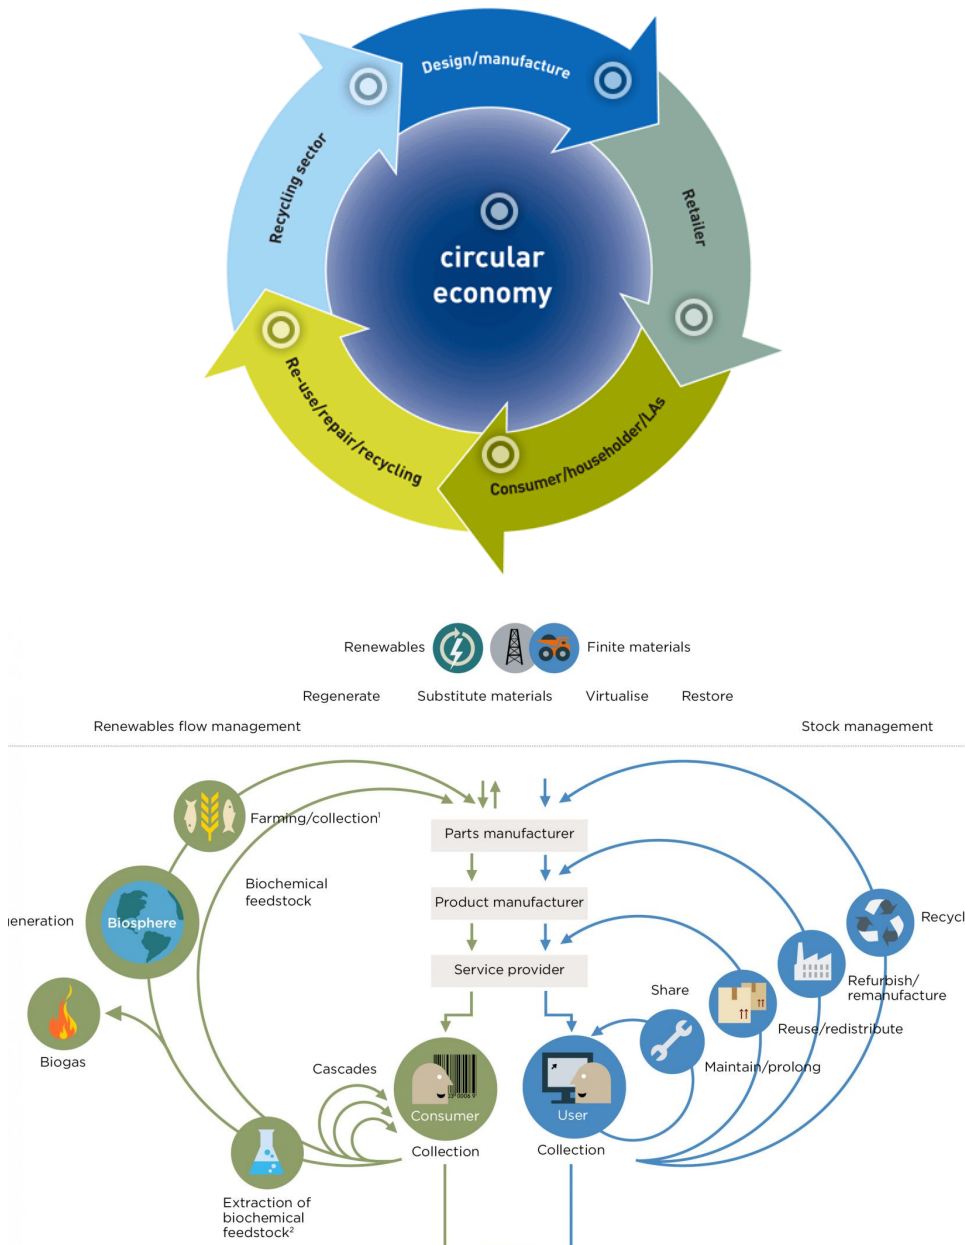 Design/manufacture
Recycling sector
Retailer
circular
economy
Re-use/repair/recycling
Consumer/householder/LAs
Renewables
Finite materials
Regenerate
Substitute materials
Virtualise
Restore
Renewables flow management
Stock management
Farming/collection¹
Parts manufacturer
Biochemical
feedstock
Product manufacturer
eneration
Biosphere
Recycl
Service provider
Share
Refurbish/
remanufacture
Reuse/redistribute
Biogas
Cascades
Maintain/prolong
Consumer
User
Collection
Collection
Extraction of
biochemical
feedstock²